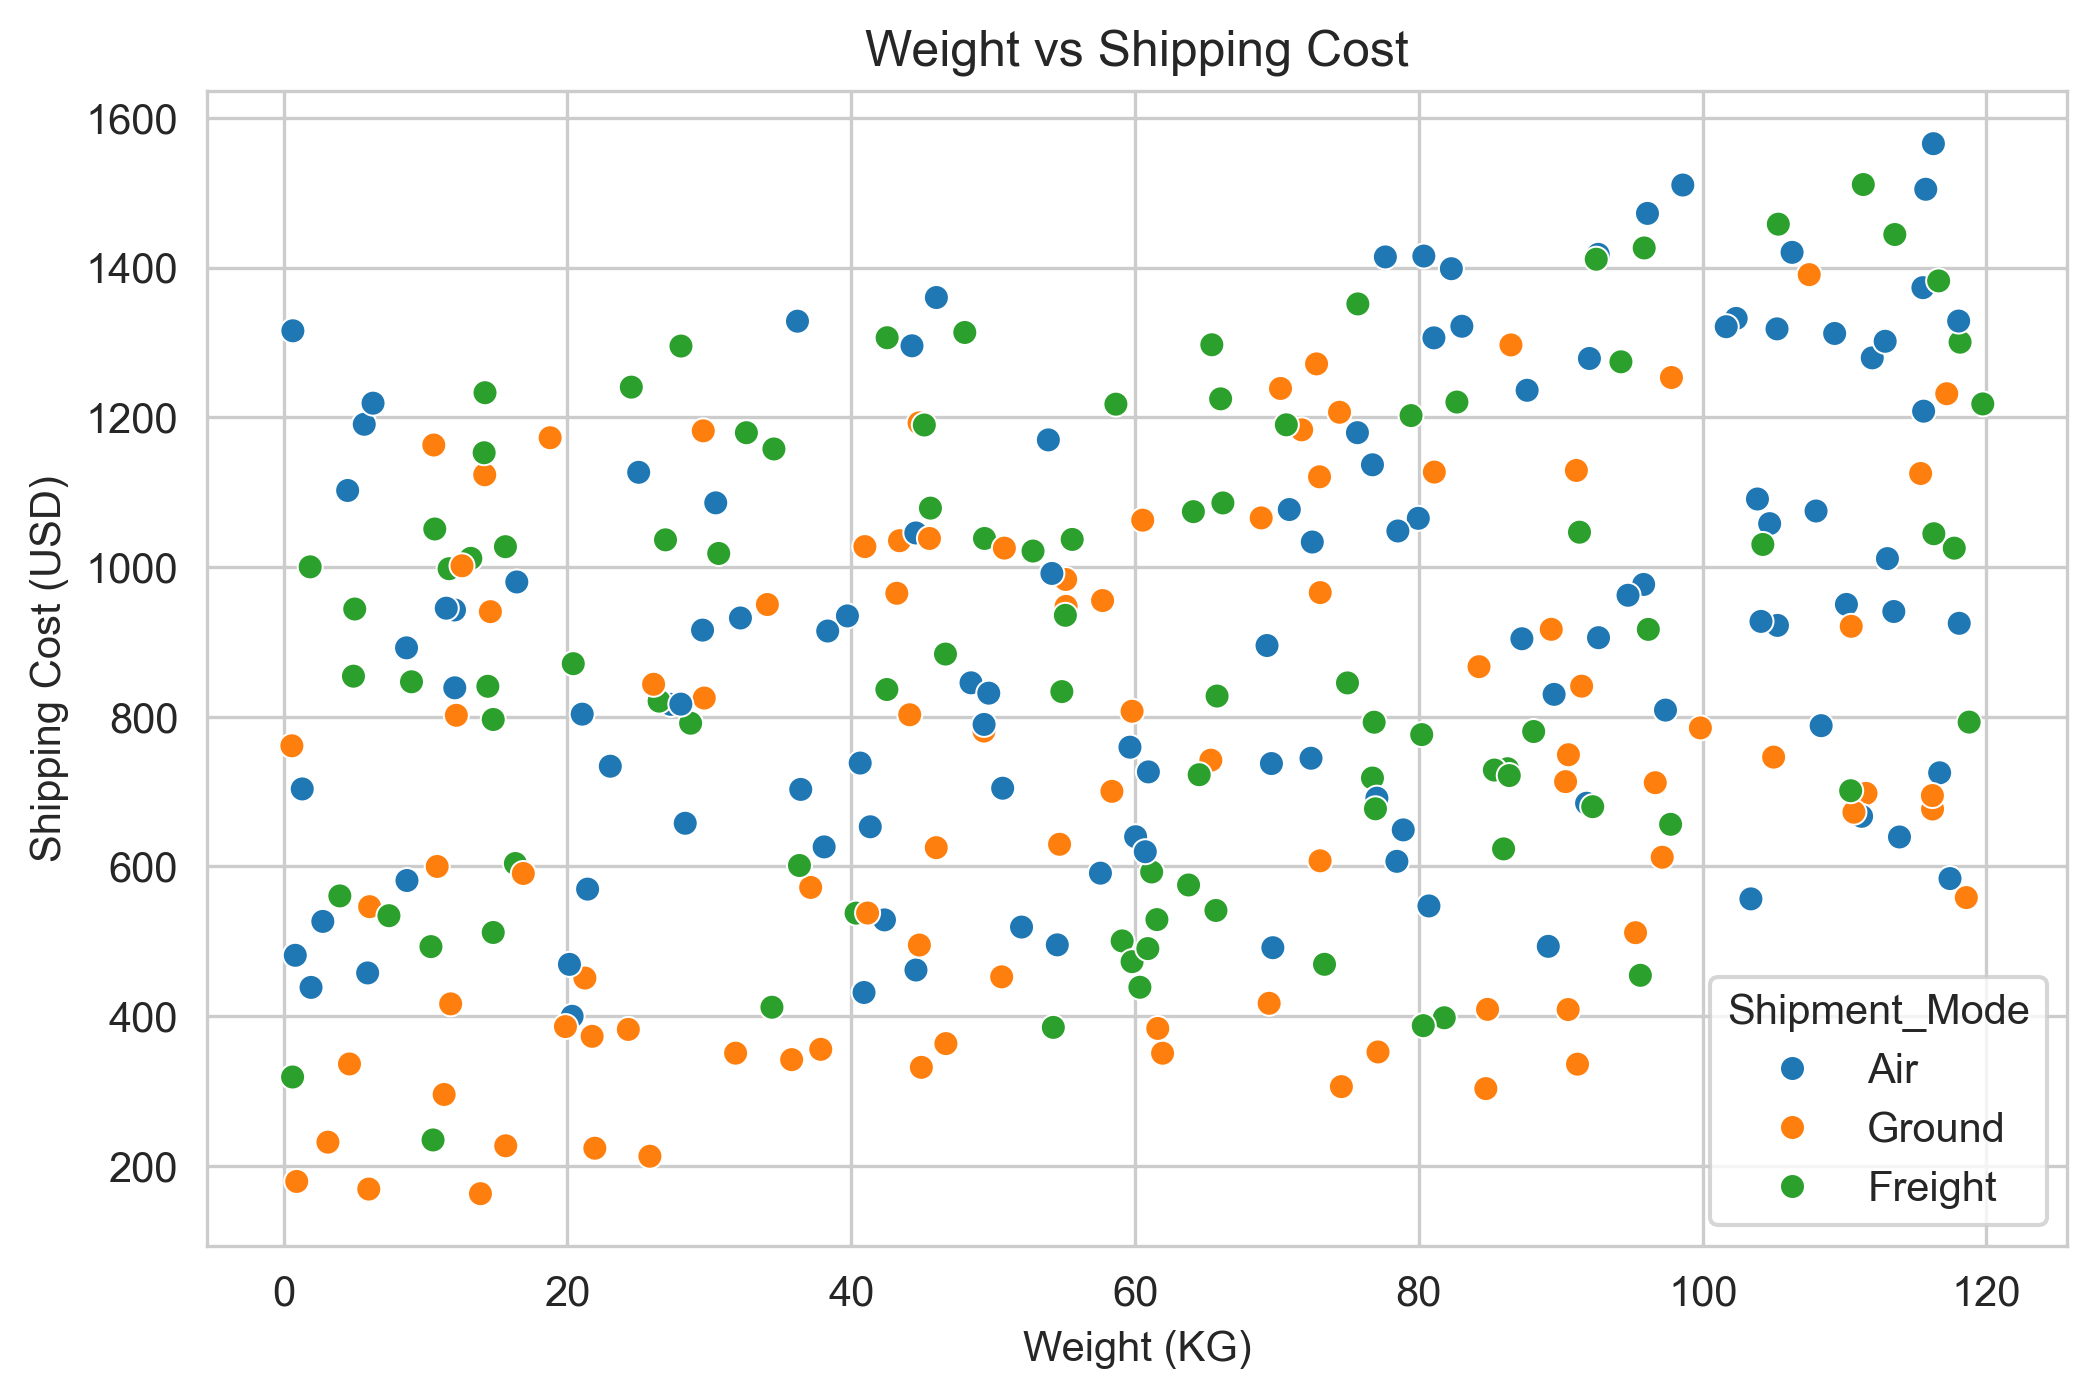 Weight vs Shipping Cost
1600
1400
1200
1000
800
600
400
200
Shipping Cost (USD)
0 20 40 60 80 100 120
Weight (KG)
Shipment_Mode
Air
Ground
Freight